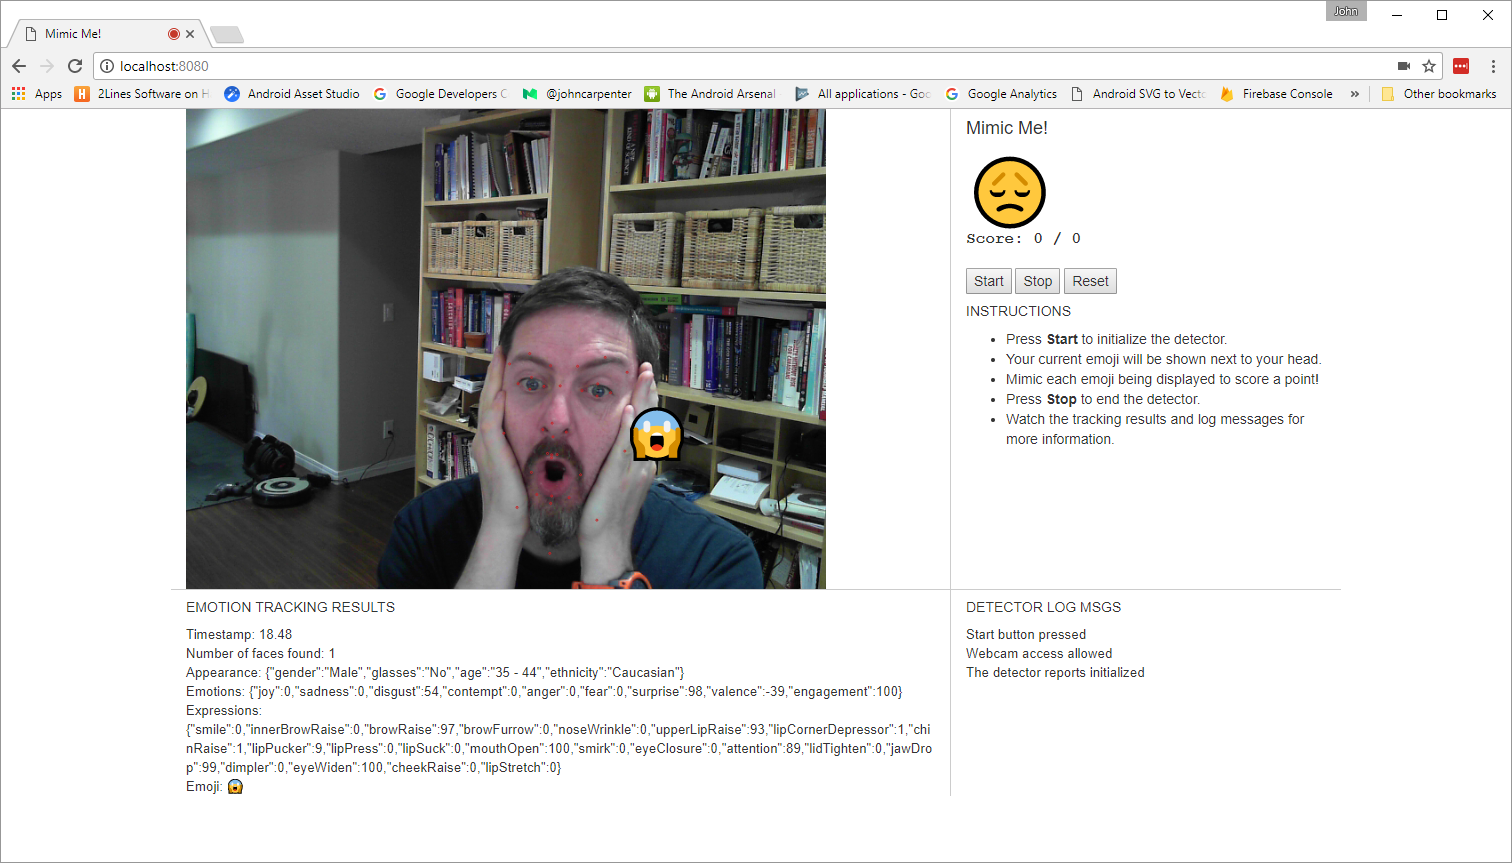 John
Mimic Me!
localhost:8080
Apps
2Lines Software on H
Android Asset Studio
Google Developers C
@johncarpenter
The Android Arsenal
All applications - Goo
Google Analytics
Android SVG to Vecto
Firebase Console
»
Other bookmarks
Mimic Me!
Score: 0 / 0
Start Stop Reset
INSTRUCTIONS
• Press Start to initialize the detector.
• Your current emoji will be shown next to your head.
• Mimic each emoji being displayed to score a point!
• Press Stop to end the detector.
• Watch the tracking results and log messages for
more information.
EMOTION TRACKING RESULTS
Timestamp: 18.48
Number of faces found: 1
Appearance: {"gender":"Male","glasses":"No","age":"35 - 44","ethnicity":"Caucasian"}
Emotions: {"joy":0,"sadness":0,"disgust":54,"contempt":0,"anger":0,"fear":0,"surprise":98,"valence":-39,"engagement":100}
Expressions:
{"smile":0,"innerBrowRaise":0,"browRaise":97,"browFurrow":0,"noseWrinkle":0,"upperLipRaise":93,"lipCornerDepressor":1,"chi
nRaise":1,"lipPucker":9,"lipPress":0,"lipSuck":0,"mouthOpen":100,"smirk":0,"eyeClosure":0,"attention":89,"lidTighten":0,"jawDro
p":99,"dimpler":0,"eyeWiden":100,"cheekRaise":0,"lipStretch":0}
Emoji: 😱
DETECTOR LOG MSGS
Start button pressed
Webcam access allowed
The detector reports initialized